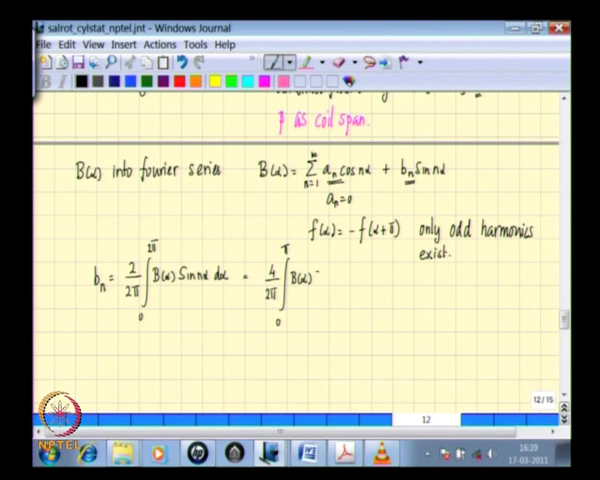 sairot_cylstat_nptel.jnt - Windows Journal
File Edit View Insert Actions Tools Help
β as coil span.
B(α) into fourier series B(α) = ∞ Σ n=1 an cos nα + bn Sin nα
an = 0
f(α) = - f(α+π) only odd harmonics
exist.
bn = 2/2π ∫ 0 2π B(α) Sin nα dα = 4/2π ∫ 0 π B(α)
12/15
12
NPTEL
16:39
17-03-2011